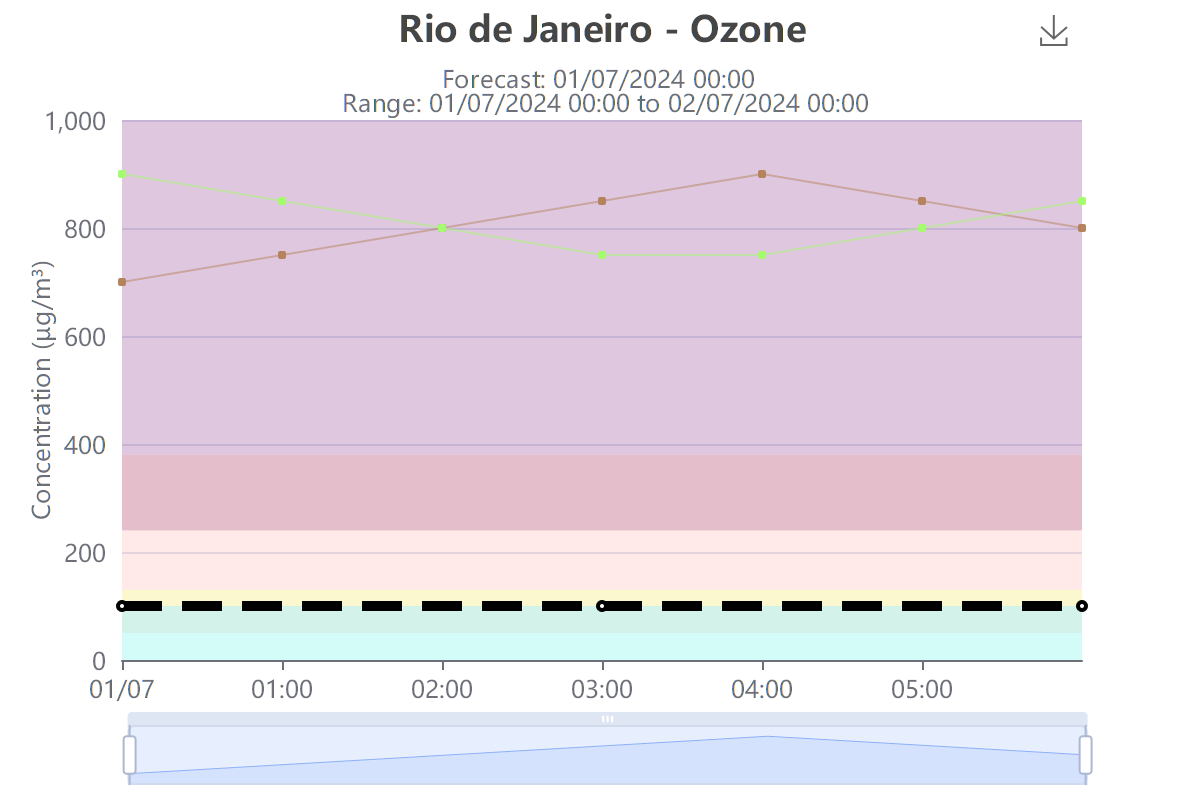 Rio de Janeiro - Ozone
Forecast: 01/07/2024 00:00
Range: 01/07/2024 00:00 to 02/07/2024 00:00
Concentration (µg/m³)
1,000
800
600
400
200
0
01/07 01:00 02:00 03:00 04:00 05:00